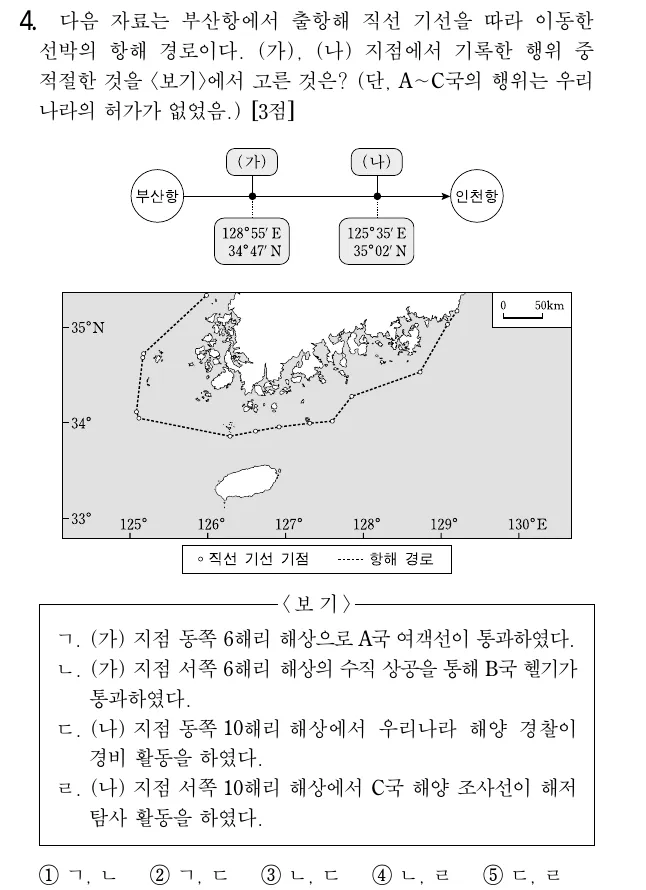 4. 다음 자료는 부산항에서 출항해 직선 기선을 따라 이동한
선박의 항해 경로이다. (가), (나) 지점에서 기록한 행위 중
적절한 것을 <보기>에서 고른 것은? (단, A~C국의 행위는 우리
나라의 허가가 없었음.) [3점]
(가) (나)
부산항 인천항
128°55′E 125°35′E
34°47′N 35°02′N
0 50km
35°N
34°
33°
125° 126° 127° 128° 129° 130°E
직선 기선 기점 항해 경로
<보기>
ㄱ. (가) 지점 동쪽 6해리 해상으로 A국 여객선이 통과하였다.
ㄴ. (가) 지점 서쪽 6해리 해상의 수직 상공을 통해 B국 헬기가
통과하였다.
ㄷ. (나) 지점 동쪽 10해리 해상에서 우리나라 해양 경찰이
경비 활동을 하였다.
ㄹ. (나) 지점 서쪽 10해리 해상에서 C국 해양 조사선이 해저
탐사 활동을 하였다.
① ㄱ, ㄴ ② ㄱ, ㄷ ③ ㄴ, ㄷ ④ ㄴ, ㄹ ⑤ ㄷ, ㄹ